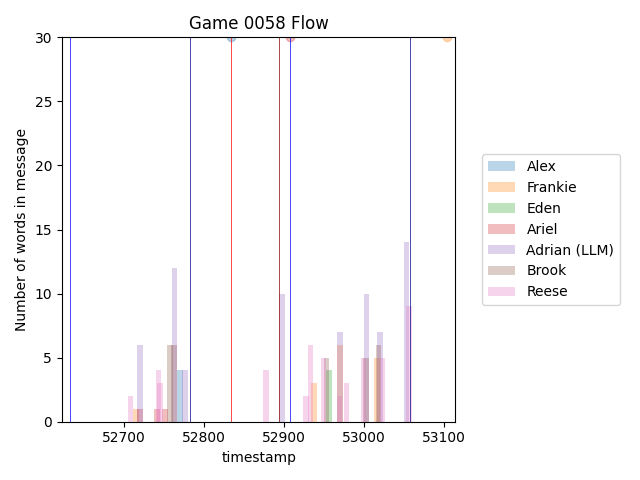 Game 0058 Flow
30
25
20
15
10
5
0
Number of words in message
52700
52800
52900
53000
53100
timestamp
Alex
Frankie
Eden
Ariel
Adrian (LLM)
Brook
Reese